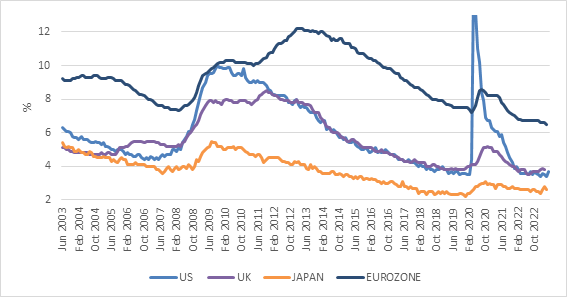 12
10
8
6
4
2
%
Jun 2003
Feb 2004
Oct 2004
Jun 2005
Feb 2006
Oct 2006
Jun 2007
Feb 2008
Oct 2008
Jun 2009
Feb 2010
Oct 2010
Jun 2011
Feb 2012
Oct 2012
Jun 2013
Feb 2014
Oct 2014
Jun 2015
Feb 2016
Oct 2016
Jun 2017
Feb 2018
Oct 2018
Jun 2019
Feb 2020
Oct 2020
Jun 2021
Feb 2022
Oct 2022
US
UK
JAPAN
EUROZONE